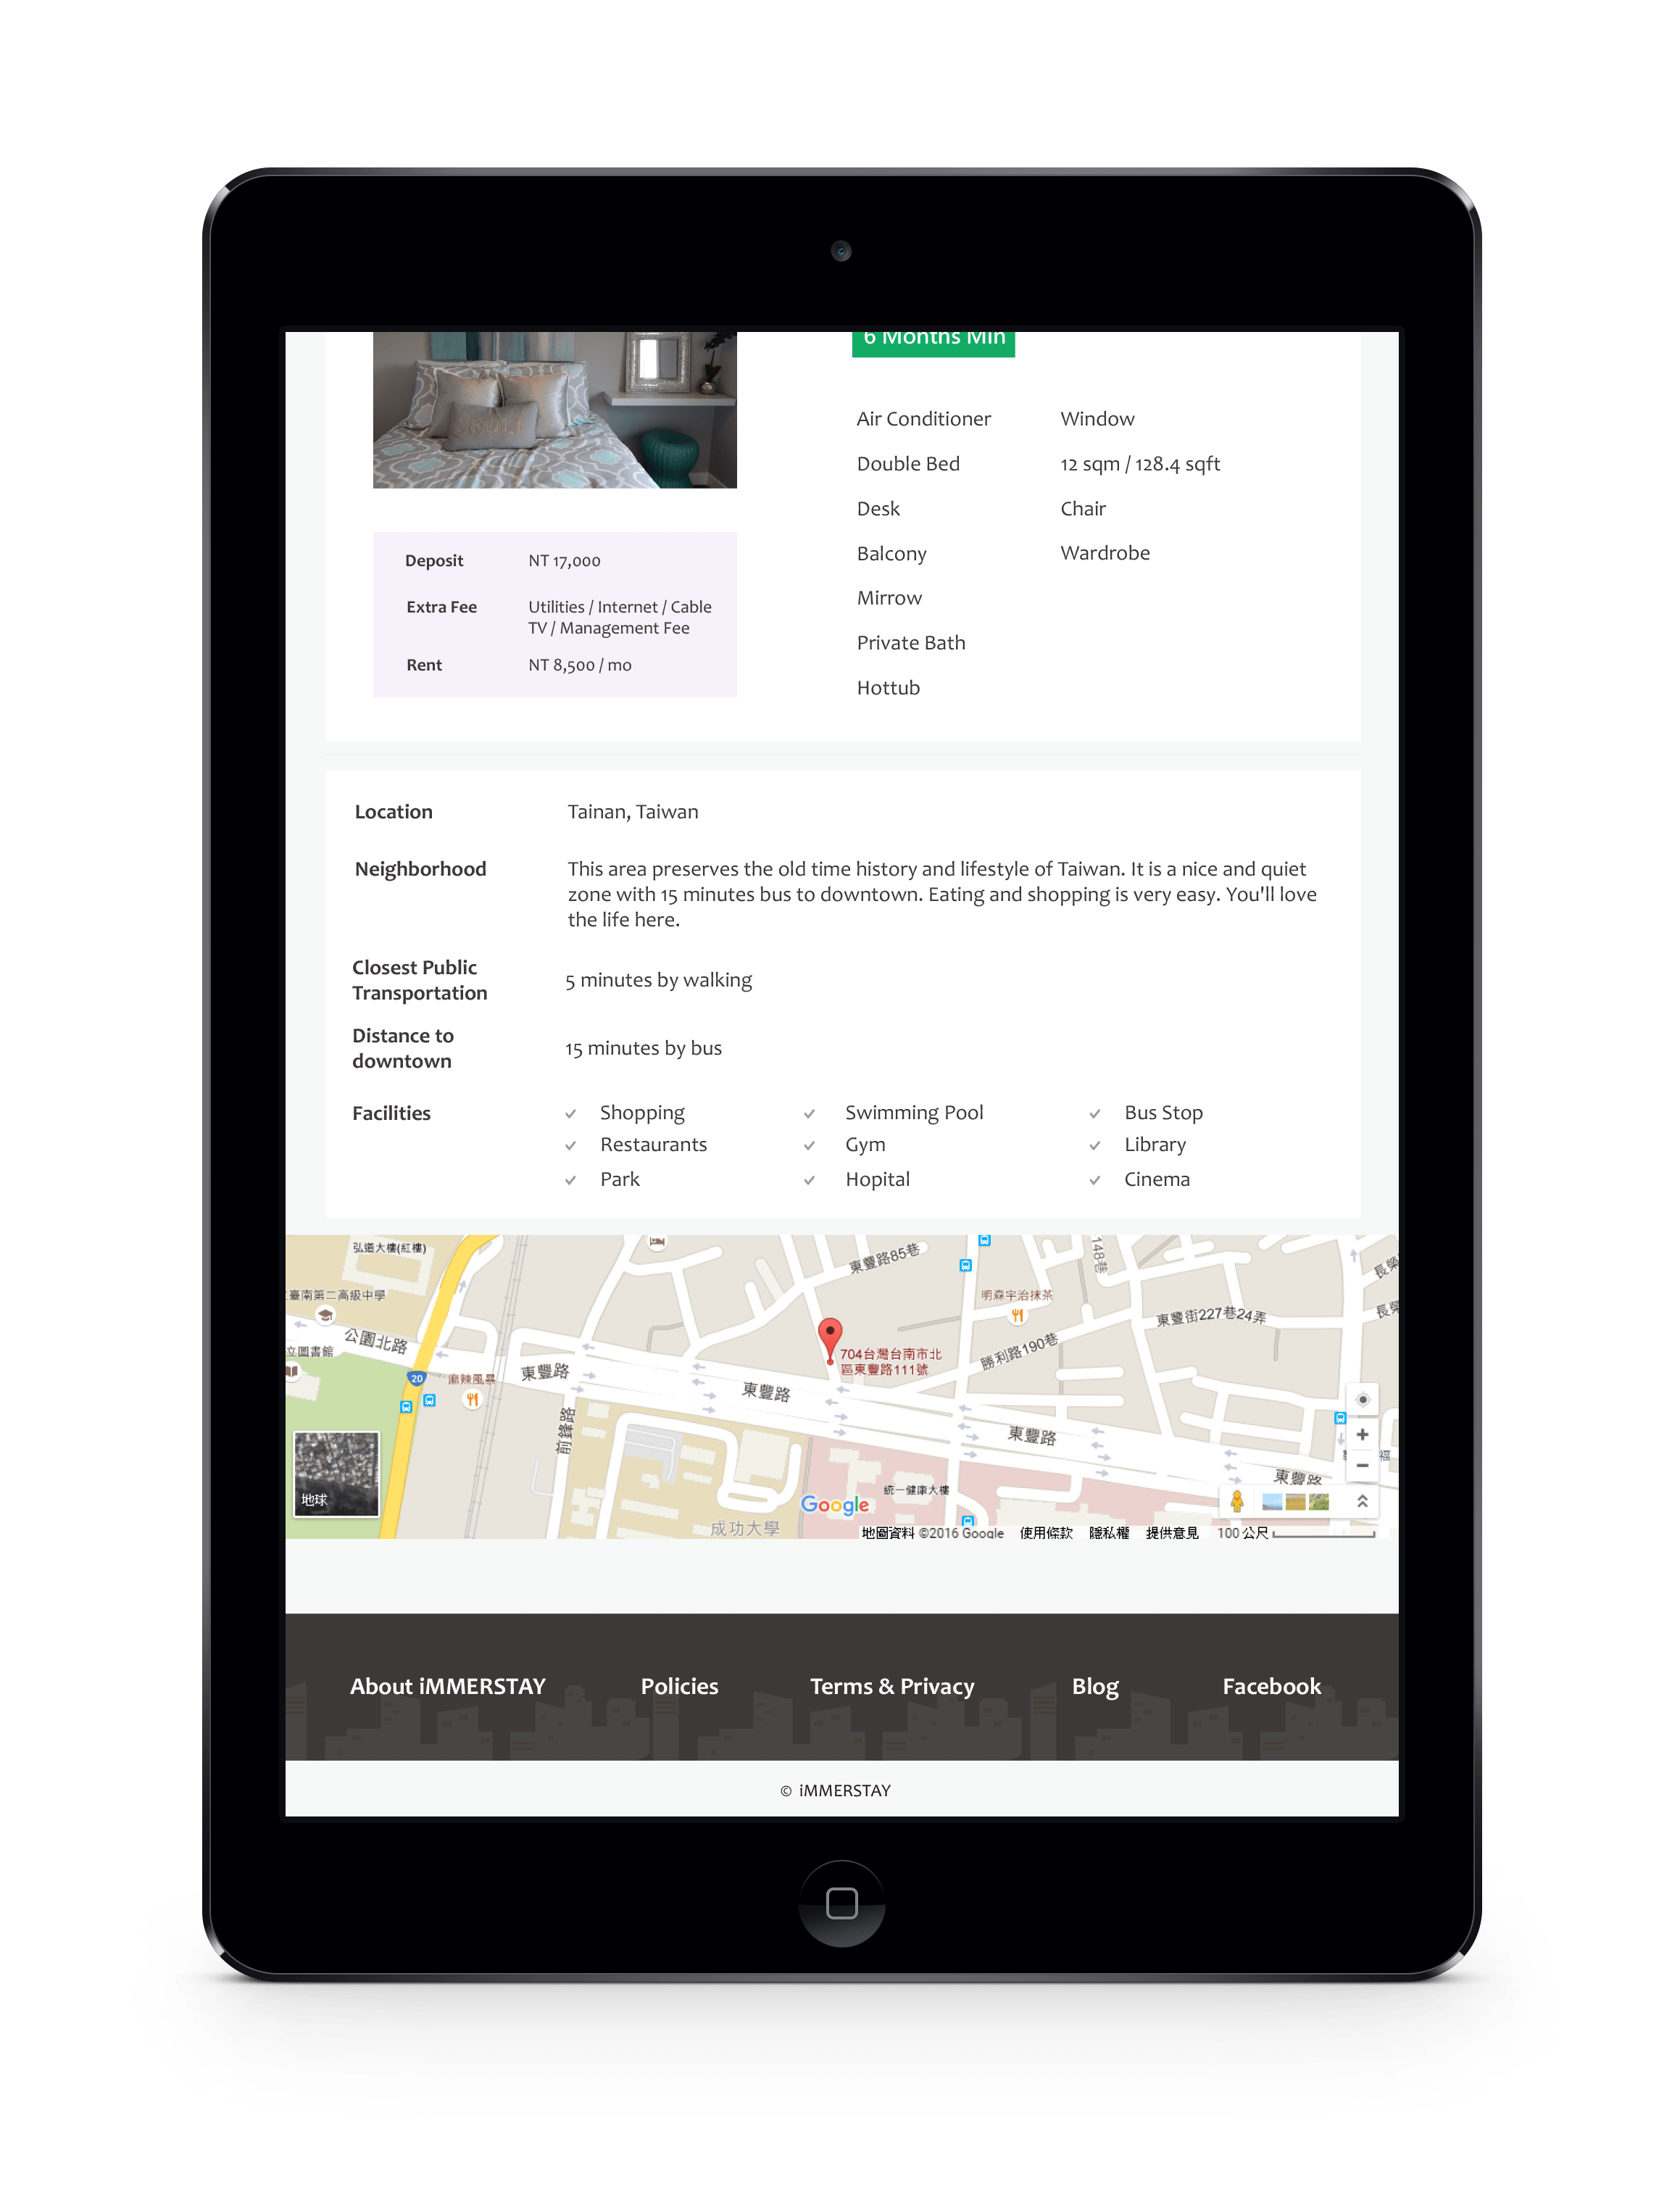 6 Months Min
Air Conditioner
Window
Double Bed
12 sqm / 128.4 sqft
Desk
Chair
Balcony
Wardrobe
Mirrow
Private Bath
Hottub
Deposit
NT 17,000
Extra Fee
Utilities / Internet / Cable
TV / Management Fee
Rent
NT 8,500 / mo
Location
Tainan, Taiwan
Neighborhood
This area preserves the old time history and lifestyle of Taiwan. It is a nice and quiet
zone with 15 minutes bus to downtown. Eating and shopping is very easy. You'll love
the life here.
Closest Public
Transportation
5 minutes by walking
Distance to
downtown
15 minutes by bus
Facilities
Shopping
Swimming Pool
Bus Stop
Restaurants
Gym
Library
Park
Hopital
Cinema
弘道大樓(紅樓)
東豐路85巷
148巷
臺南第二高級中學
明森宇治抹茶
東豐街227巷24弄
公園北路
立圖書館
勝利路190巷
704台灣台南市北
區東豐路111號
20
麻辣風暴
東豐路
東豐路
東豐路
前鋒路
東豐路
地球
統一健康大樓
Google
成功大學
地圖資料 ©2016 Google
使用條款
隱私權
提供意見
100 公尺
About iMMERSTAY
Policies
Terms & Privacy
Blog
Facebook
© iMMERSTAY